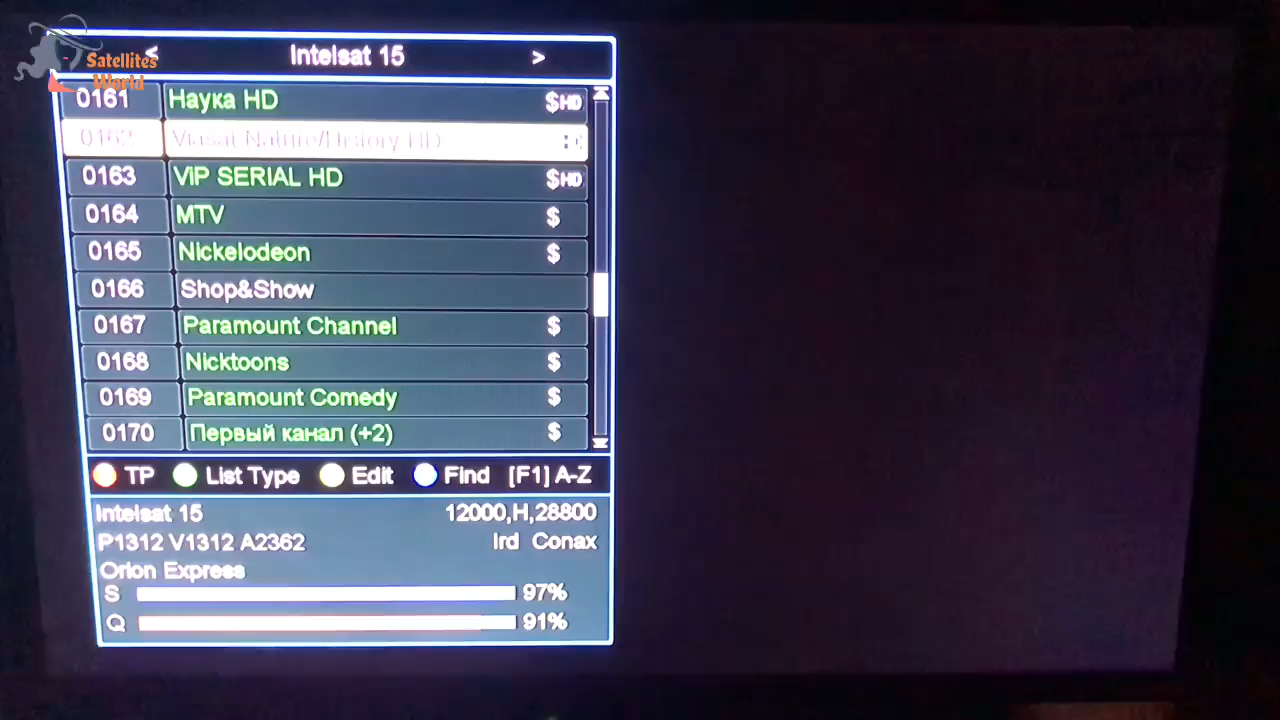 Satellites
World
< Intelsat 15 >
0161 Наука HD $HD
0162 Viasat Nature/History HD
0163 ViP SERIAL HD $HD
0164 MTV $
0165 Nickelodeon $
0166 Shop&Show
0167 Paramount Channel $
0168 Nicktoons $
0169 Paramount Comedy $
0170 Первый канал (+2) $
TP List Type Edit Find [F1] A-Z
Intelsat 15 12000,H,28800
P1312 V1312 A2362 Ird Conax
Orion Express
S 97%
Q 91%